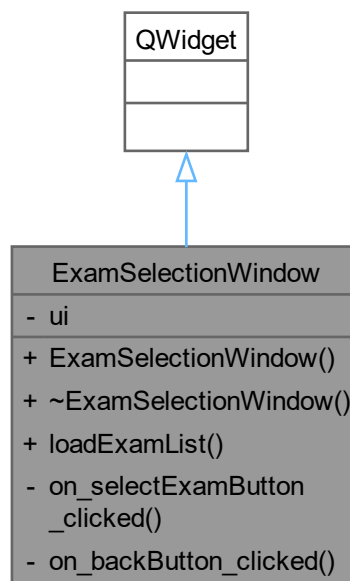 QWidget
ExamSelectionWindow
- ui
+ ExamSelectionWindow()
+ ~ExamSelectionWindow()
+ loadExamList()
- on_selectExamButton
_clicked()
- on_backButton_clicked()